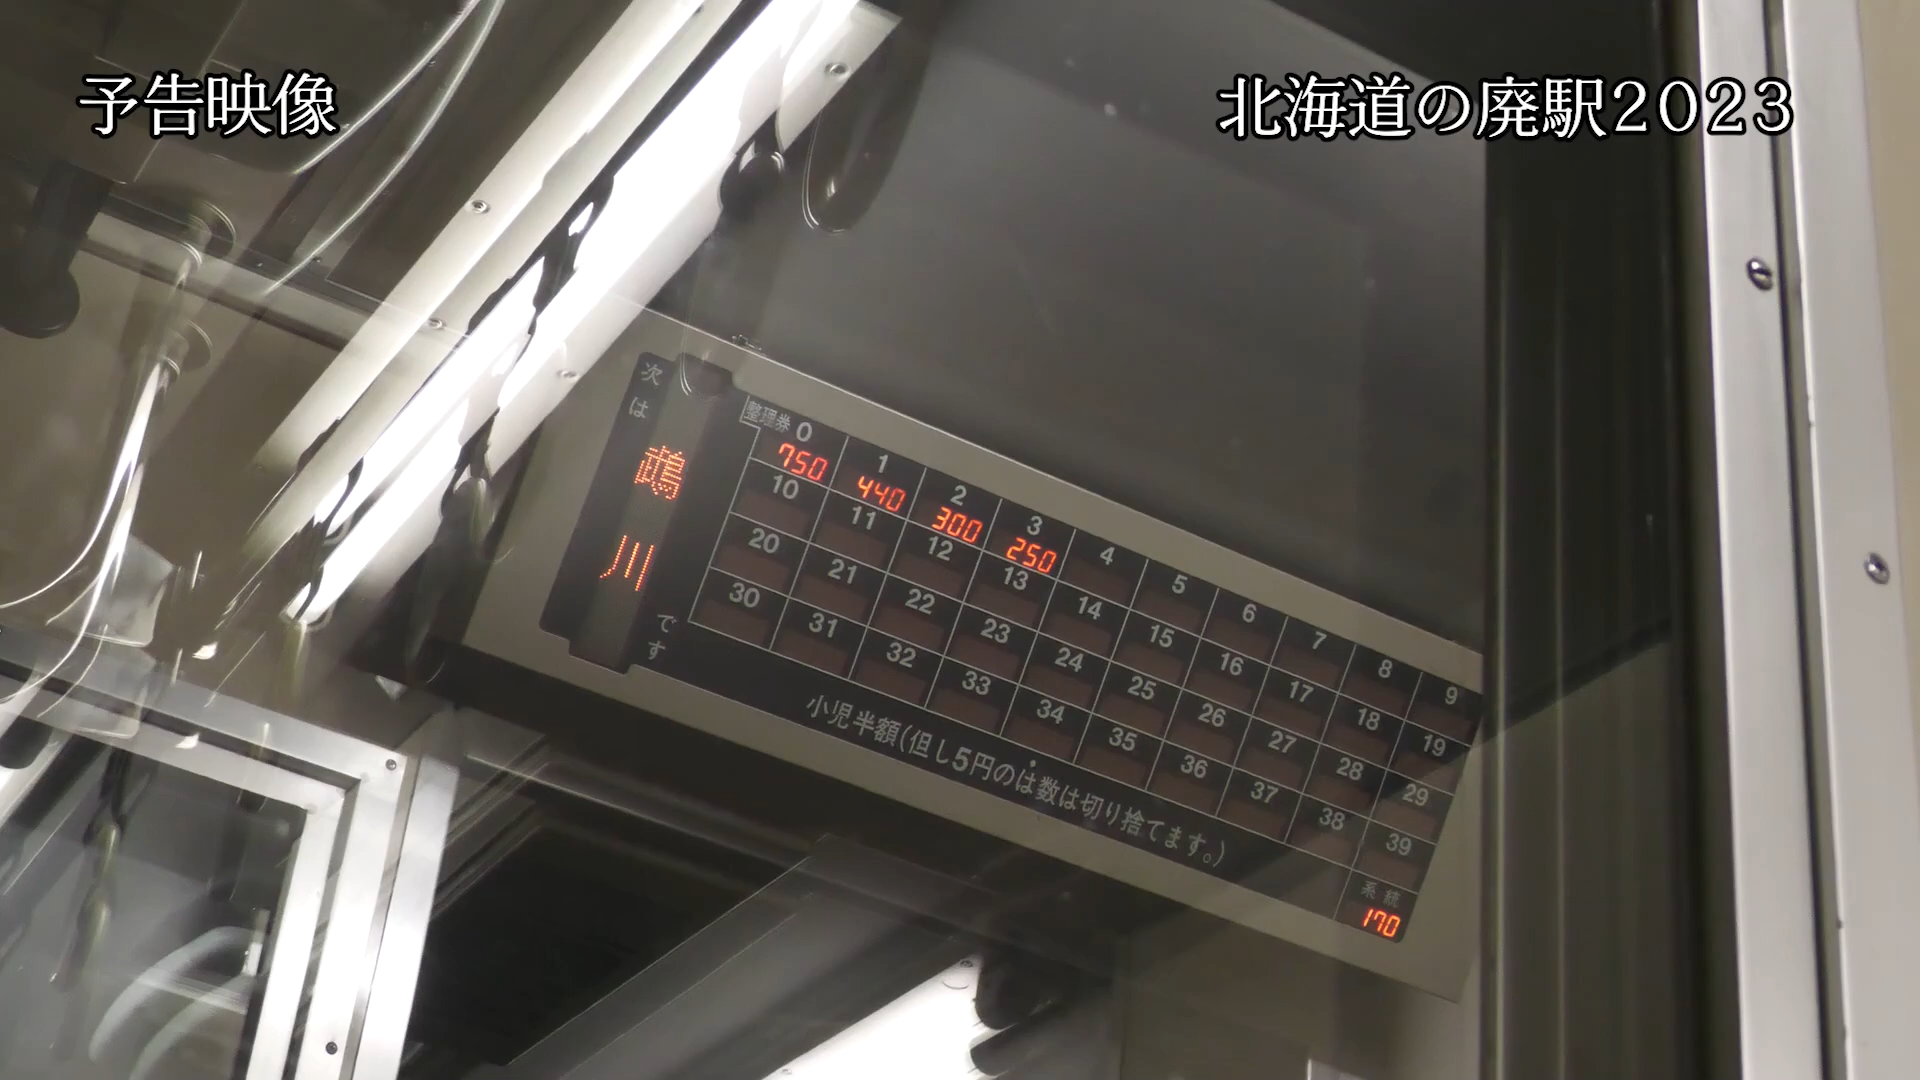 予告映像
北海道の廃駅2023
次は
鵡川
です
整理券 0 1 2 3 4 5 6 7 8 9
750 440 300 250
10 11 12 13 14 15 16 17 18 19
20 21 22 23 24 25 26 27 28 29
30 31 32 33 34 35 36 37 38 39
小児半額(但し5円のは数は切り捨てます。)
系統
170